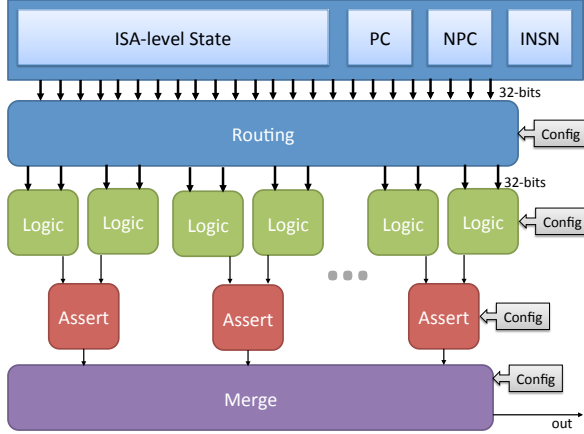 ISA-level State PC NPC INSN
32-bits
Routing Config
32-bits
Logic Logic Logic Logic Logic Logic Config
Assert Assert Assert Config
Merge Config
out